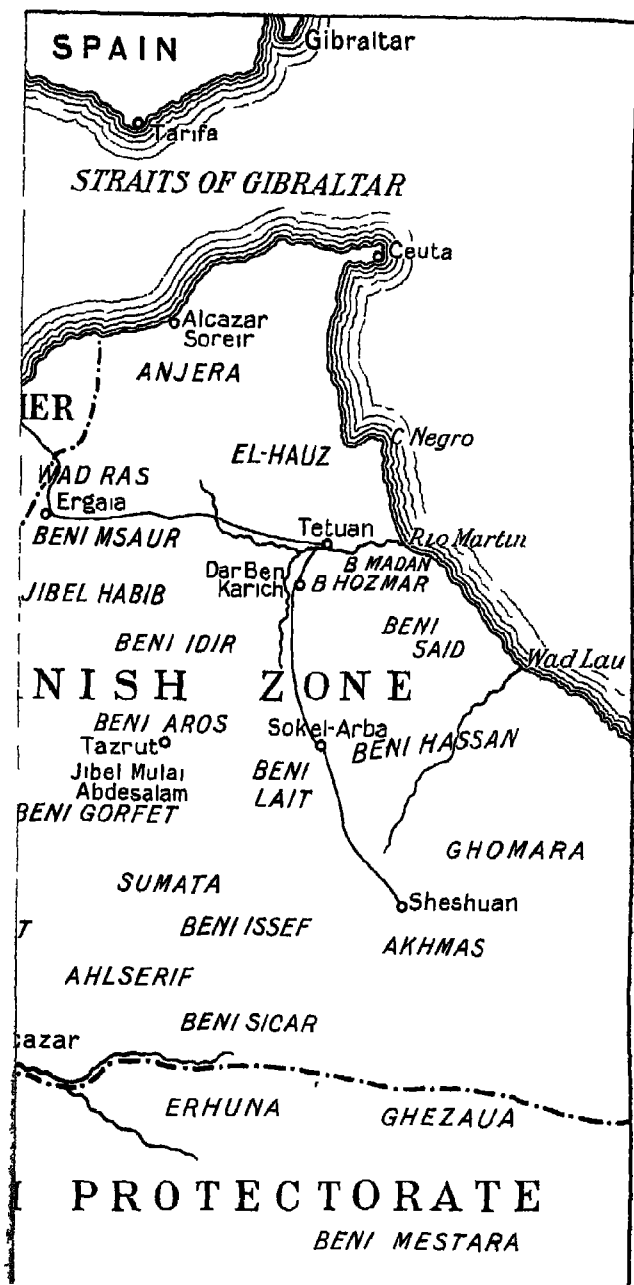 SPAIN
Gibraltar
Tarifa
STRAITS OF GIBRALTAR
Ceuta
Alcazar
Soreir
ANJERA
IER
C Negro
EL-HAUZ
WAD RAS
Ergaia
Tetuan
Rio Martin
BENI MSAUR
B MADAN
Dar Ben
Karich
B HOZMAR
JIBEL HABIB
BENI
SAID
BENI IDIR
Wad Lau
NISH ZONE
BENI AROS
Tazrut
Sokel-Arba
BENI HASSAN
Jibel Mulai
Abdesalam
BENI
LAIT
BENI GORFET
GHOMARA
SUMATA
Sheshuan
T
BENI ISSEF
AKHMAS
AHLSERIF
BENI SICAR
cazar
ERHUNA
GHEZAUA
PROTECTORATE
BENI MESTARA